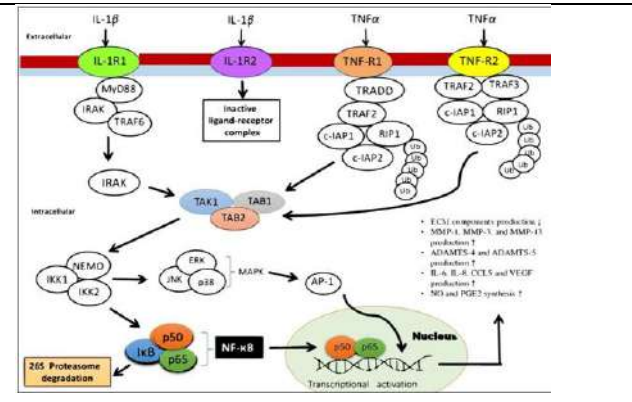 IL-1β
IL-1β
TNFα
TNFα
Extracellular
IL-1R1
IL-1R2
TNF-R1
TNF-R2
MyD88
IRAK
TRAF6
Inactive
ligand-receptor
complex
TRADD
TRAF2
c-IAP1
RIP1
c-IAP2
Ub
Ub
Ub
Ub
Ub
TRAF2
TRAF3
c-IAP1
RIP1
c-IAP2
Ub
Ub
Ub
Ub
Ub
IRAK
TAK1
TAB1
TAB2
Intracellular
• ECM components production ↓
• MMP-1, MMP-3, and MMP-13
production ↑
• ADAMTS-4 and ADAMTS-5
production ↑
• IL-6, IL-8, CCL5 and VEGF
production ↑
• NO and PGE2 synthesis ↑
NEMO
IKK1
IKK2
ERK
JNK
p38
MAPK
AP-1
IκB
p50
p65
NF-κB
26S Proteasome
degradation
Nucleus
p50
p65
Transcriptional activation